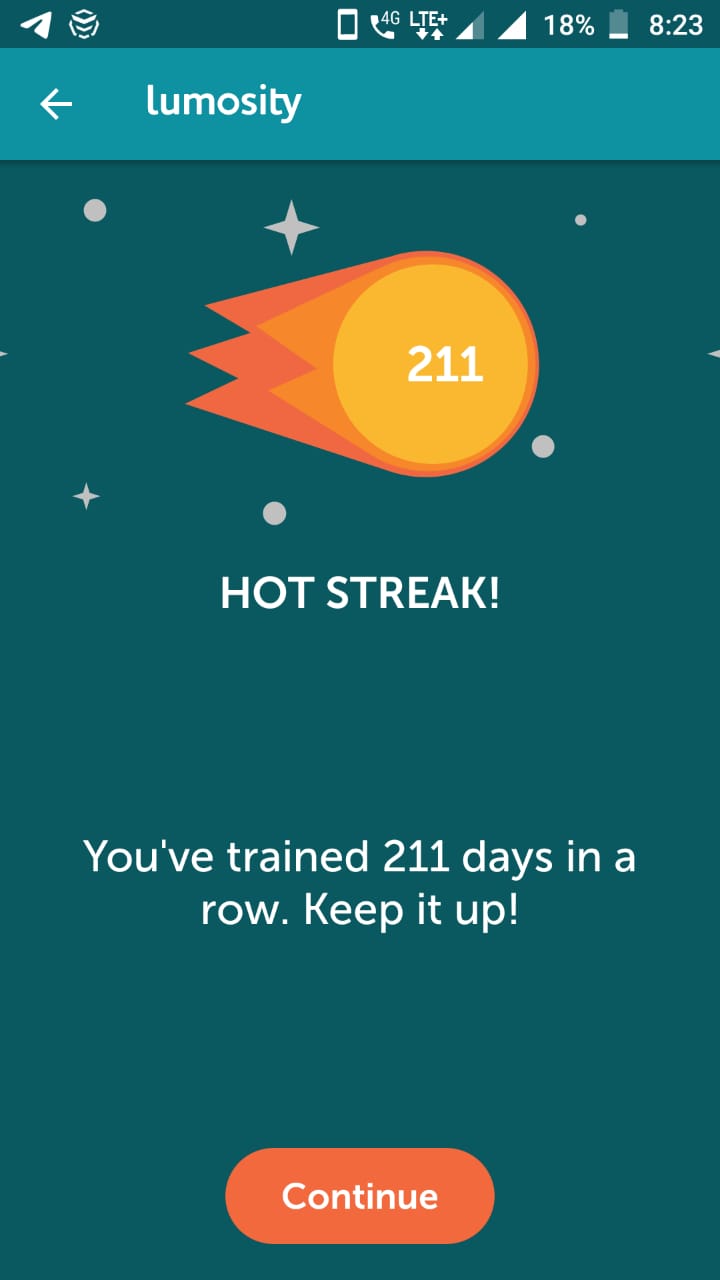 4G LTE+ 18% 8:23
lumosity
211
HOT STREAK!
You've trained 211 days in a
row. Keep it up!
Continue